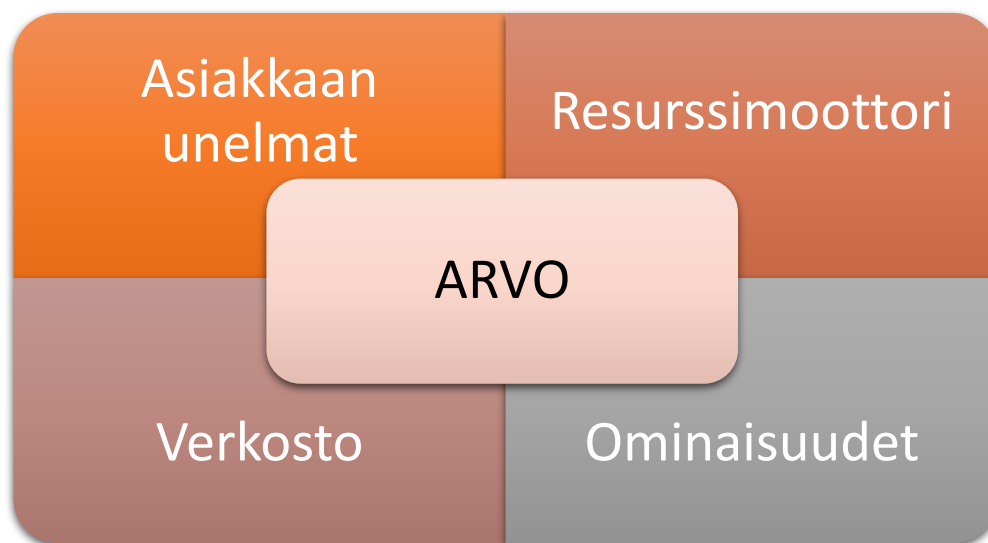 Asiakkaan
unelmat
Resurssimoottori
ARVO
Verkosto
Ominaisuudet